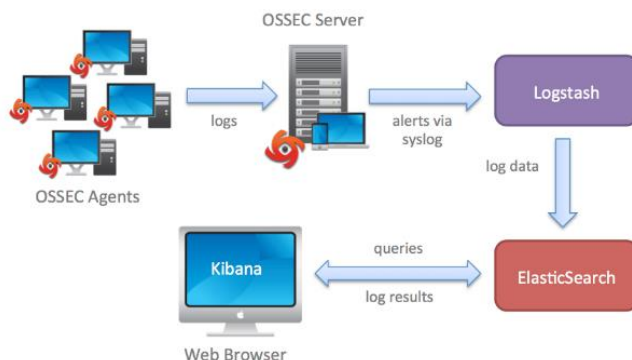 OSSEC Server
Logstash
logs
alerts via
syslog
OSSEC Agents
log data
queries
Kibana
ElasticSearch
log results
Web Browser